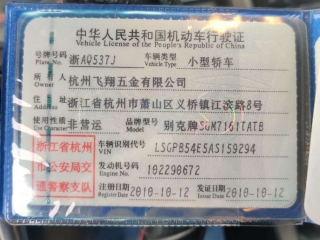 中华人民共和国机动车行驶证
Vehicle License of the People's Republic of China
号牌号码 Plate No. 浙AQ537J 车辆类型 Vehicle Type 小型轿车
所有人 Owner 杭州飞翔五金有限公司
住址 Address 浙江省杭州市萧山区义桥镇江滨路8号
使用性质 Use Character 非营运 品牌型号 Model 别克牌SGM7161TATB
浙江省杭州市公安局交通警察支队
车辆识别代号 VIN LSGPB54E5AS159294
发动机号码 Engine No. 102290672
注册日期 Register Date 2010-10-12 发证日期 Issue Date 2010-10-12